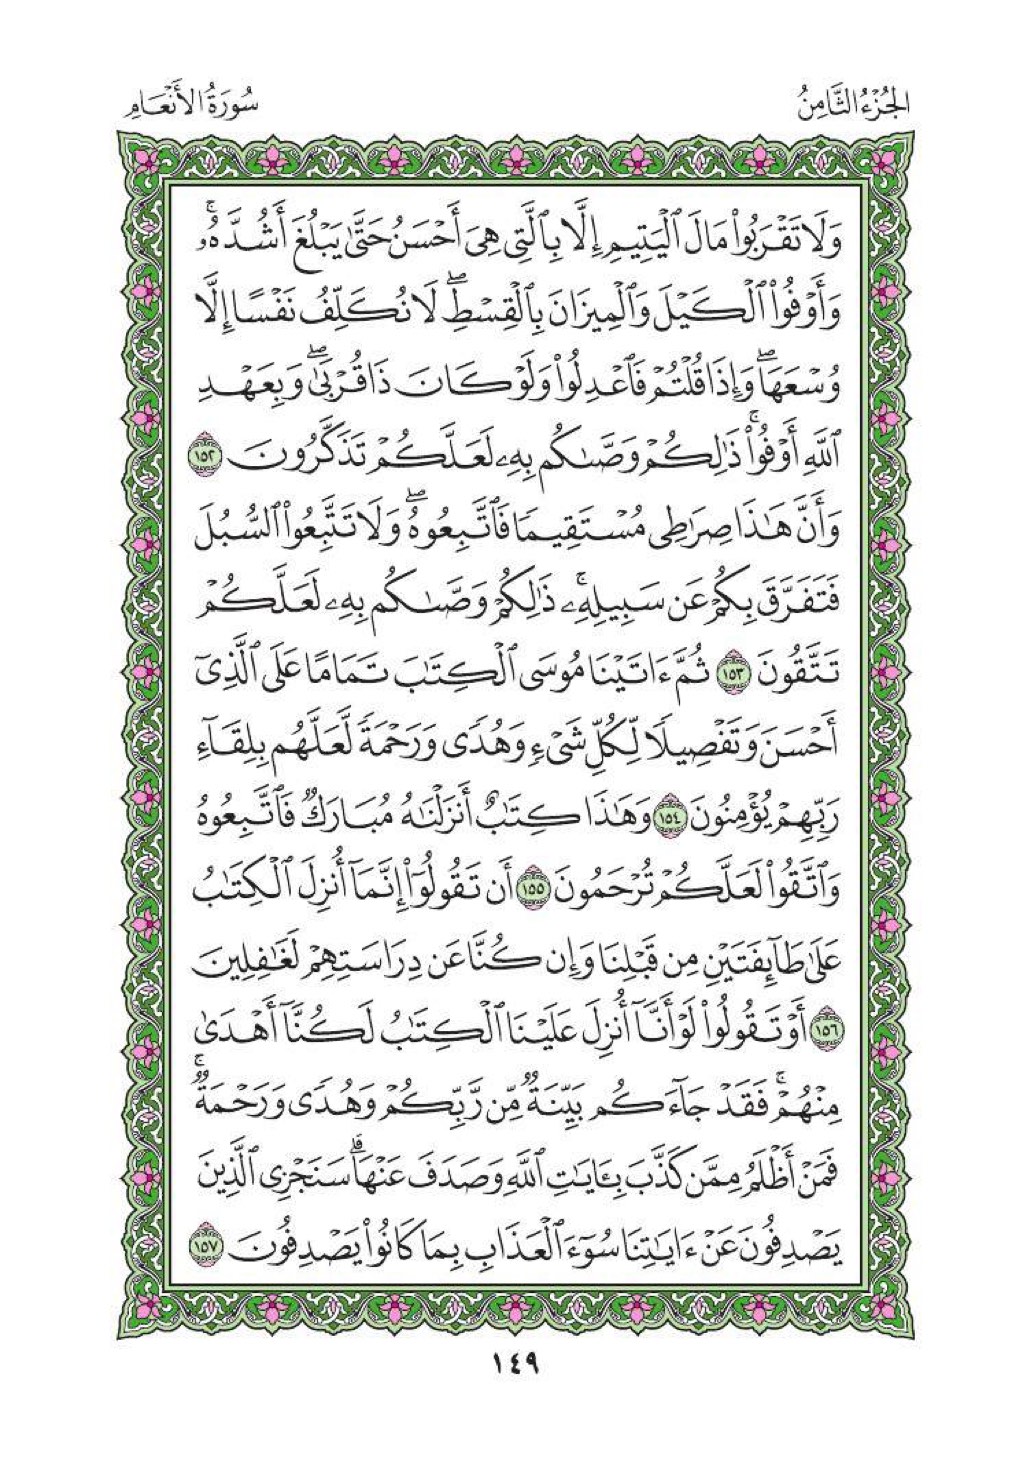 الجُزْءُ الثَّامِنُ
سُورَةُ الأَنْعَامِ
وَلَا تَقْرَبُوا۟ مَالَ ٱلْيَتِيمِ إِلَّا بِٱلَّتِى هِىَ أَحْسَنُ حَتَّىٰ يَبْلُغَ أَشُدَّهُۥۚ
وَأَوْفُوا۟ ٱلْكَيْلَ وَٱلْمِيزَانَ بِٱلْقِسْطِۖ لَا نُكَلِّفُ نَفْسًا إِلَّا
وُسْعَهَاۖ وَإِذَا قُلْتُمْ فَٱعْدِلُوا۟ وَلَوْ كَانَ ذَا قُرْبَىٰۖ وَبِعَهْدِ
ٱللَّهِ أَوْفُوا۟ۚ ذَٰلِكُمْ وَصَّىٰكُم بِهِۦ لَعَلَّكُمْ تَذَكَّرُونَ ١٥٢
وَأَنَّ هَٰذَا صِرَٰطِى مُسْتَقِيمًا فَٱتَّبِعُوهُۖ وَلَا تَتَّبِعُوا۟ ٱلسُّبُلَ
فَتَفَرَّقَ بِكُمْ عَن سَبِيلِهِۦۚ ذَٰلِكُمْ وَصَّىٰكُم بِهِۦ لَعَلَّكُمْ
تَتَّقُونَ ١٥٣ ثُمَّ ءَاتَيْنَا مُوسَى ٱلْكِتَٰبَ تَمَامًا عَلَى ٱلَّذِىٓ
أَحْسَنَ وَتَفْصِيلًا لِّكُلِّ شَىْءٍ وَهُدًى وَرَحْمَةً لَّعَلَّهُم بِلِقَآءِ
رَبِّهِمْ يُؤْمِنُونَ ١٥٤ وَهَٰذَا كِتَٰبٌ أَنزَلْنَٰهُ مُبَارَكٌ فَٱتَّبِعُوهُ
وَٱتَّقُوا۟ لَعَلَّكُمْ تُرْحَمُونَ ١٥٥ أَن تَقُولُوٓا۟ إِنَّمَآ أُنزِلَ ٱلْكِتَٰبُ
عَلَىٰ طَآئِفَتَيْنِ مِن قَبْلِنَا وَإِن كُنَّا عَن دِرَاسَتِهِمْ لَغَٰفِلِينَ
١٥٦ أَوْ تَقُولُوا۟ لَوْ أَنَّآ أُنزِلَ عَلَيْنَا ٱلْكِتَٰبُ لَكُنَّآ أَهْدَىٰ
مِنْهُمْۚ فَقَدْ جَآءَكُم بَيِّنَةٌ مِّن رَّبِّكُمْ وَهُدًى وَرَحْمَةٌۚ
فَمَنْ أَظْلَمُ مِمَّن كَذَّبَ بِـَٔايَٰتِ ٱللَّهِ وَصَدَفَ عَنْهَاۗ سَنَجْزِى ٱلَّذِينَ
يَصْدِفُونَ عَنْ ءَايَٰتِنَا سُوٓءَ ٱلْعَذَابِ بِمَا كَانُوا۟ يَصْدِفُونَ ١٥٧
١٤٩